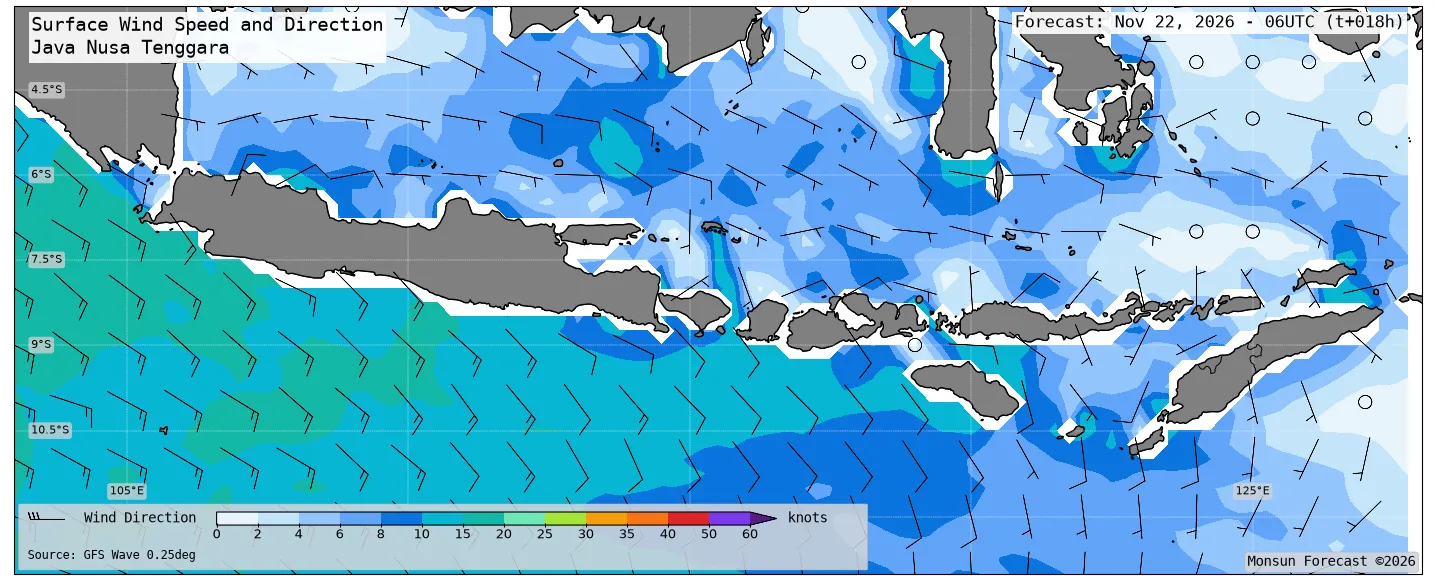 Surface Wind Speed and Direction
Java Nusa Tenggara
Forecast: Nov 22, 2026 - 06UTC (t+018h)
4.5°S
6°S
7.5°S
9°S
10.5°S
105°E
125°E
Wind Direction
0 2 4 6 8 10 15 20 25 30 35 40 50 60
knots
Source: GFS Wave 0.25deg
Monsun Forecast ©2026